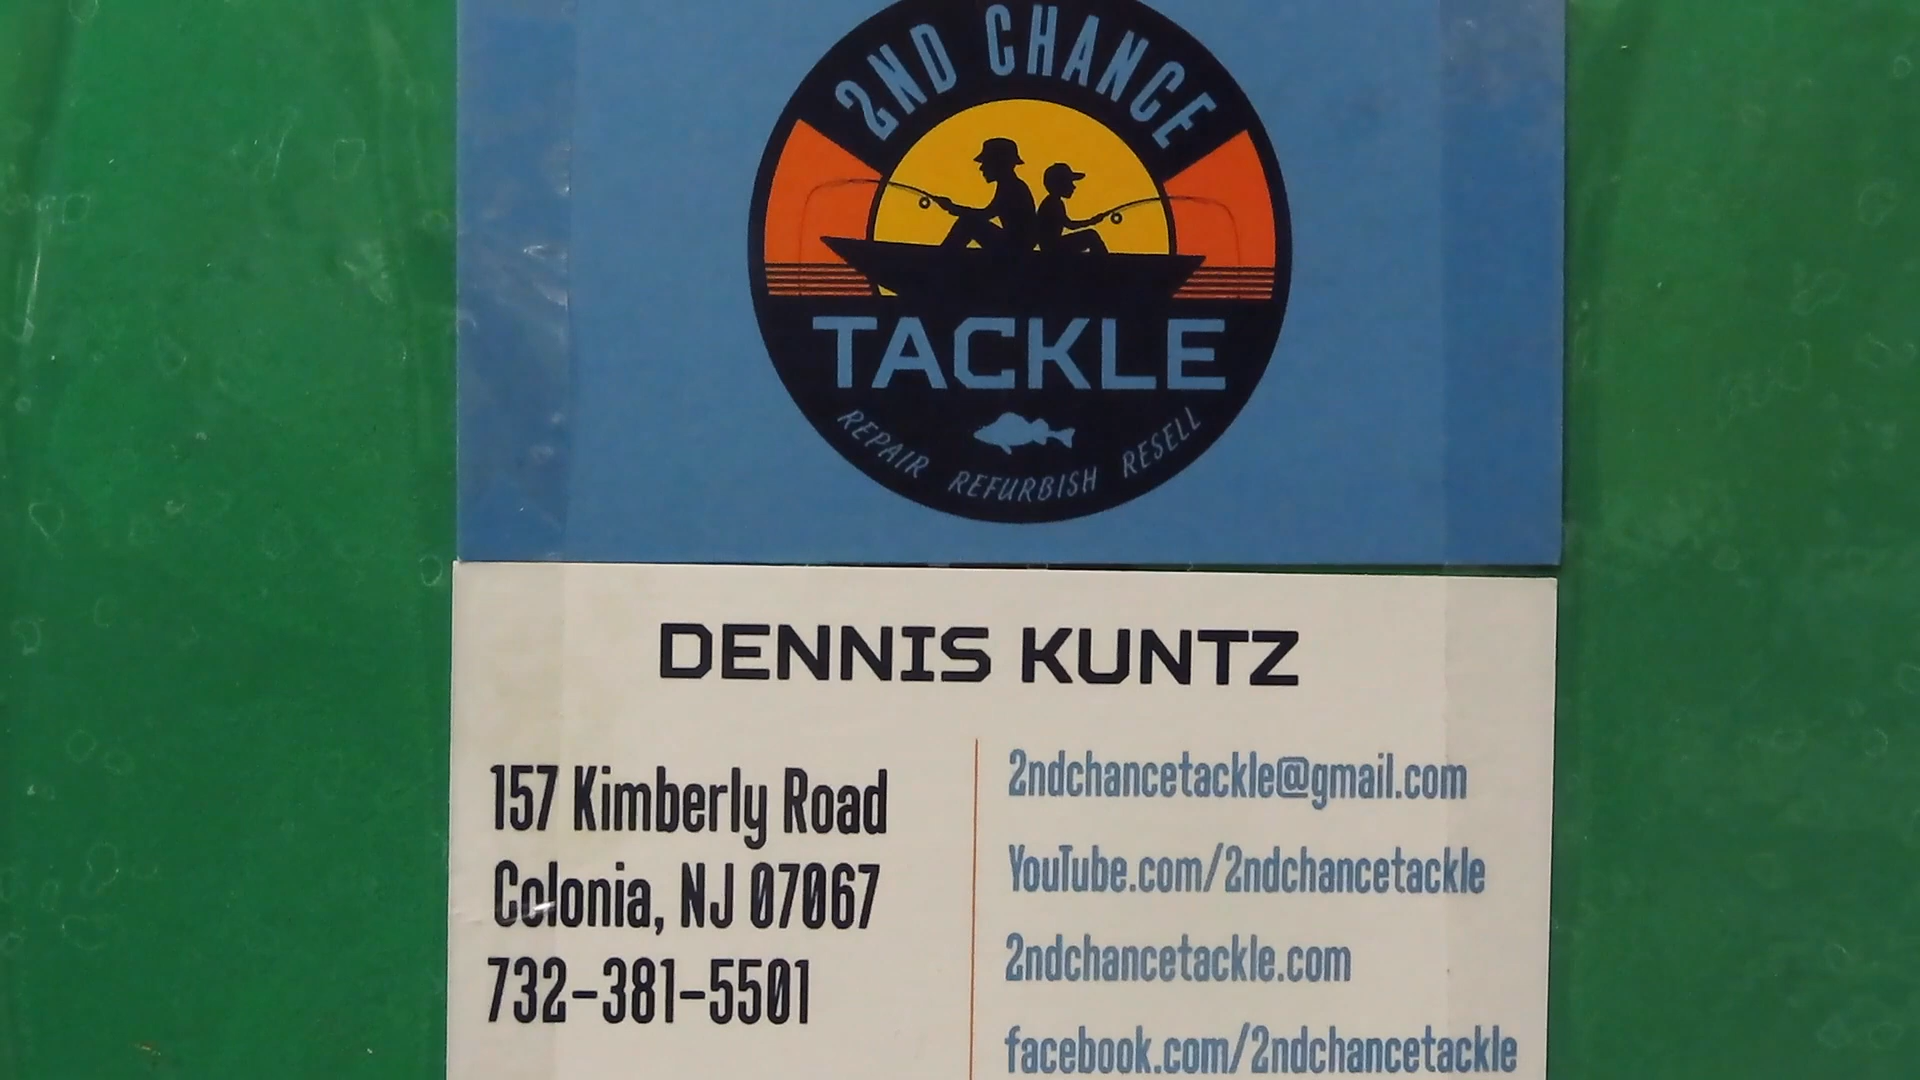 2ND CHANCE
TACKLE
REPAIR REFURBISH RESELL
DENNIS KUNTZ
157 Kimberly Road
Colonia, NJ 07067
732-381-5501
2ndchancetackle@gmail.com
YouTube.com/2ndchancetackle
2ndchancetackle.com
facebook.com/2ndchancetackle